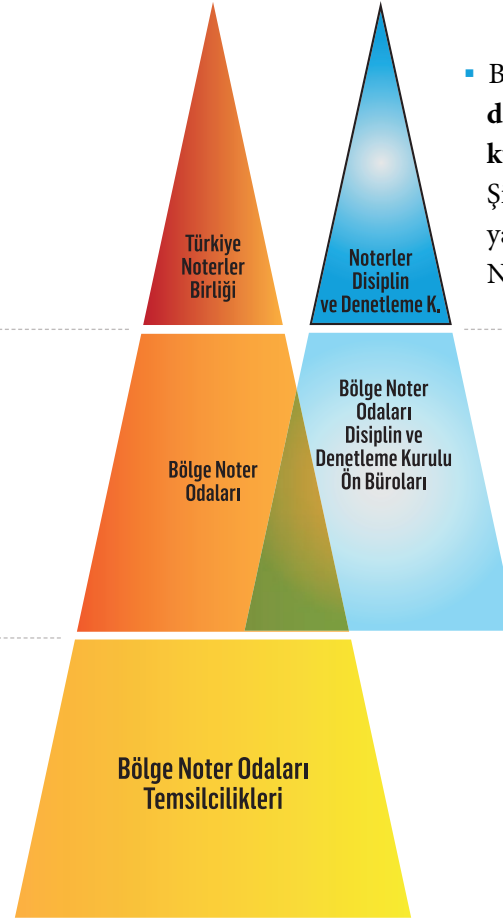 Türkiye
Noterler
Birliği
Noterler
Disiplin
ve Denetleme K.
Bölge Noter
Odaları
Bölge Noter
Odaları
Disiplin ve
Denetleme Kurulu
Ön Büroları
Bölge Noter Odaları
Temsilcilikleri